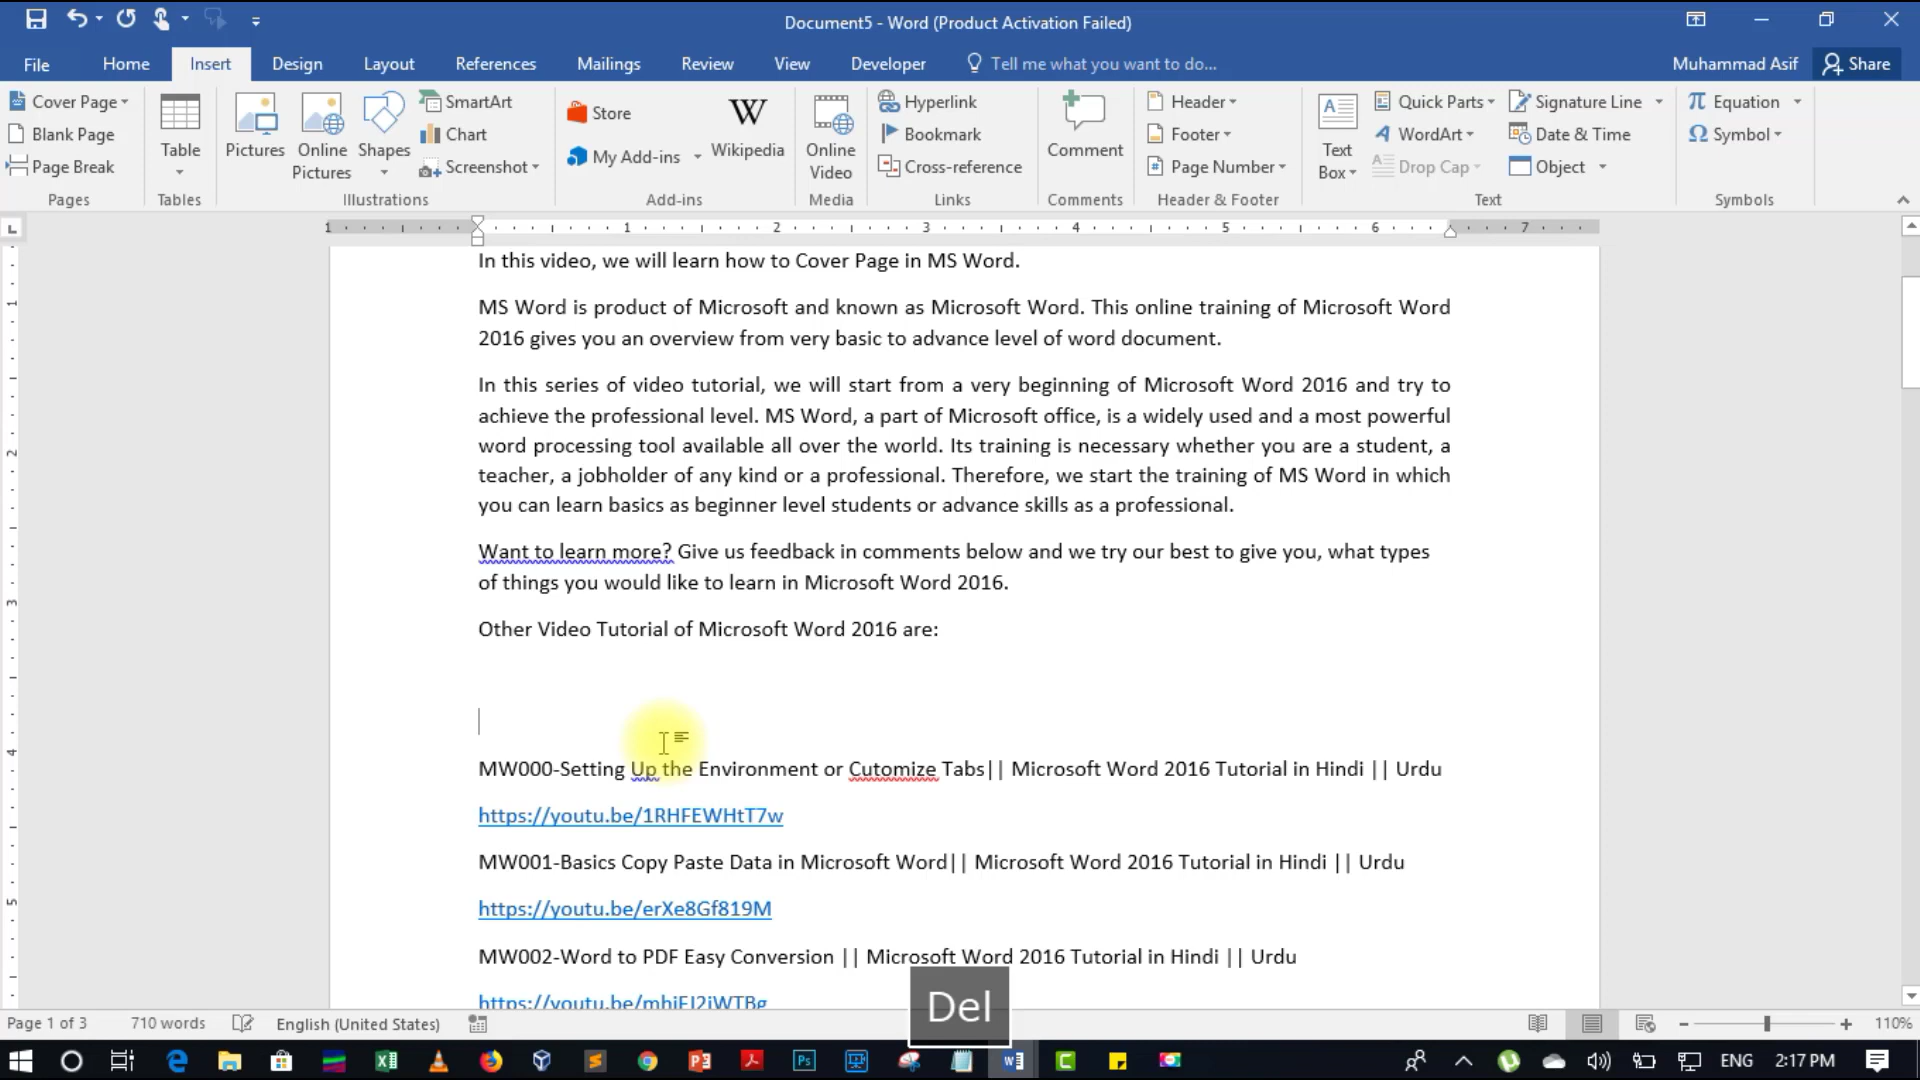 Document5 - Word (Product Activation Failed)
File Home Insert Design Layout References Mailings Review View Developer Tell me what you want to do... Muhammad Asif Share
Cover Page
Blank Page
Page Break
Pages
Table
Tables
Pictures
Online Pictures
Shapes
SmartArt
Chart
Screenshot
Illustrations
Store
My Add-ins
Wikipedia
Add-ins
Online Video
Media
Hyperlink
Bookmark
Cross-reference
Links
Comment
Comments
Header
Footer
Page Number
Header & Footer
Text Box
Quick Parts
WordArt
Drop Cap
Signature Line
Date & Time
Object
Text
Equation
Symbol
Symbols
1 1 2 3 4 5 6 7
1
2
3
4
5
In this video, we will learn how to Cover Page in MS Word.
MS Word is product of Microsoft and known as Microsoft Word. This online training of Microsoft Word
2016 gives you an overview from very basic to advance level of word document.
In this series of video tutorial, we will start from a very beginning of Microsoft Word 2016 and try to
achieve the professional level. MS Word, a part of Microsoft office, is a widely used and a most powerful
word processing tool available all over the world. Its training is necessary whether you are a student, a
teacher, a jobholder of any kind or a professional. Therefore, we start the training of MS Word in which
you can learn basics as beginner level students or advance skills as a professional.
Want to learn more? Give us feedback in comments below and we try our best to give you, what types
of things you would like to learn in Microsoft Word 2016.
Other Video Tutorial of Microsoft Word 2016 are:
MW000-Setting Up the Environment or Cutomize Tabs|| Microsoft Word 2016 Tutorial in Hindi || Urdu
https://youtu.be/1RHFEWHtT7w
MW001-Basics Copy Paste Data in Microsoft Word|| Microsoft Word 2016 Tutorial in Hindi || Urdu
https://youtu.be/erXe8Gf819M
MW002-Word to PDF Easy Conversion || Microsoft Word 2016 Tutorial in Hindi || Urdu
Del
Page 1 of 3 710 words English (United States) 110%
ENG 2:17 PM